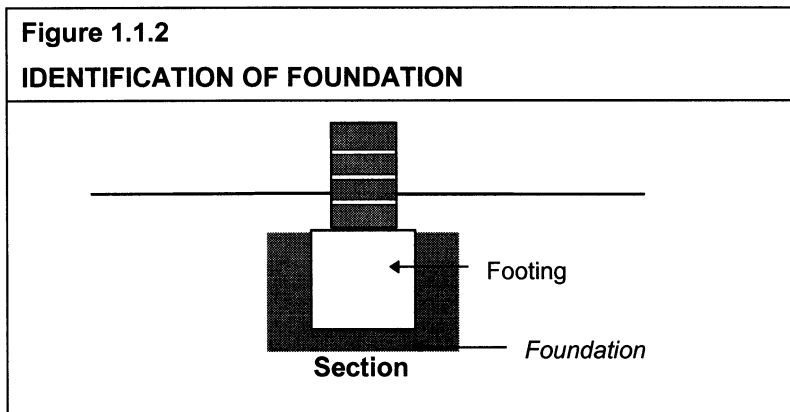 Figure 1.1.2
IDENTIFICATION OF FOUNDATION
Footing
Foundation
Section